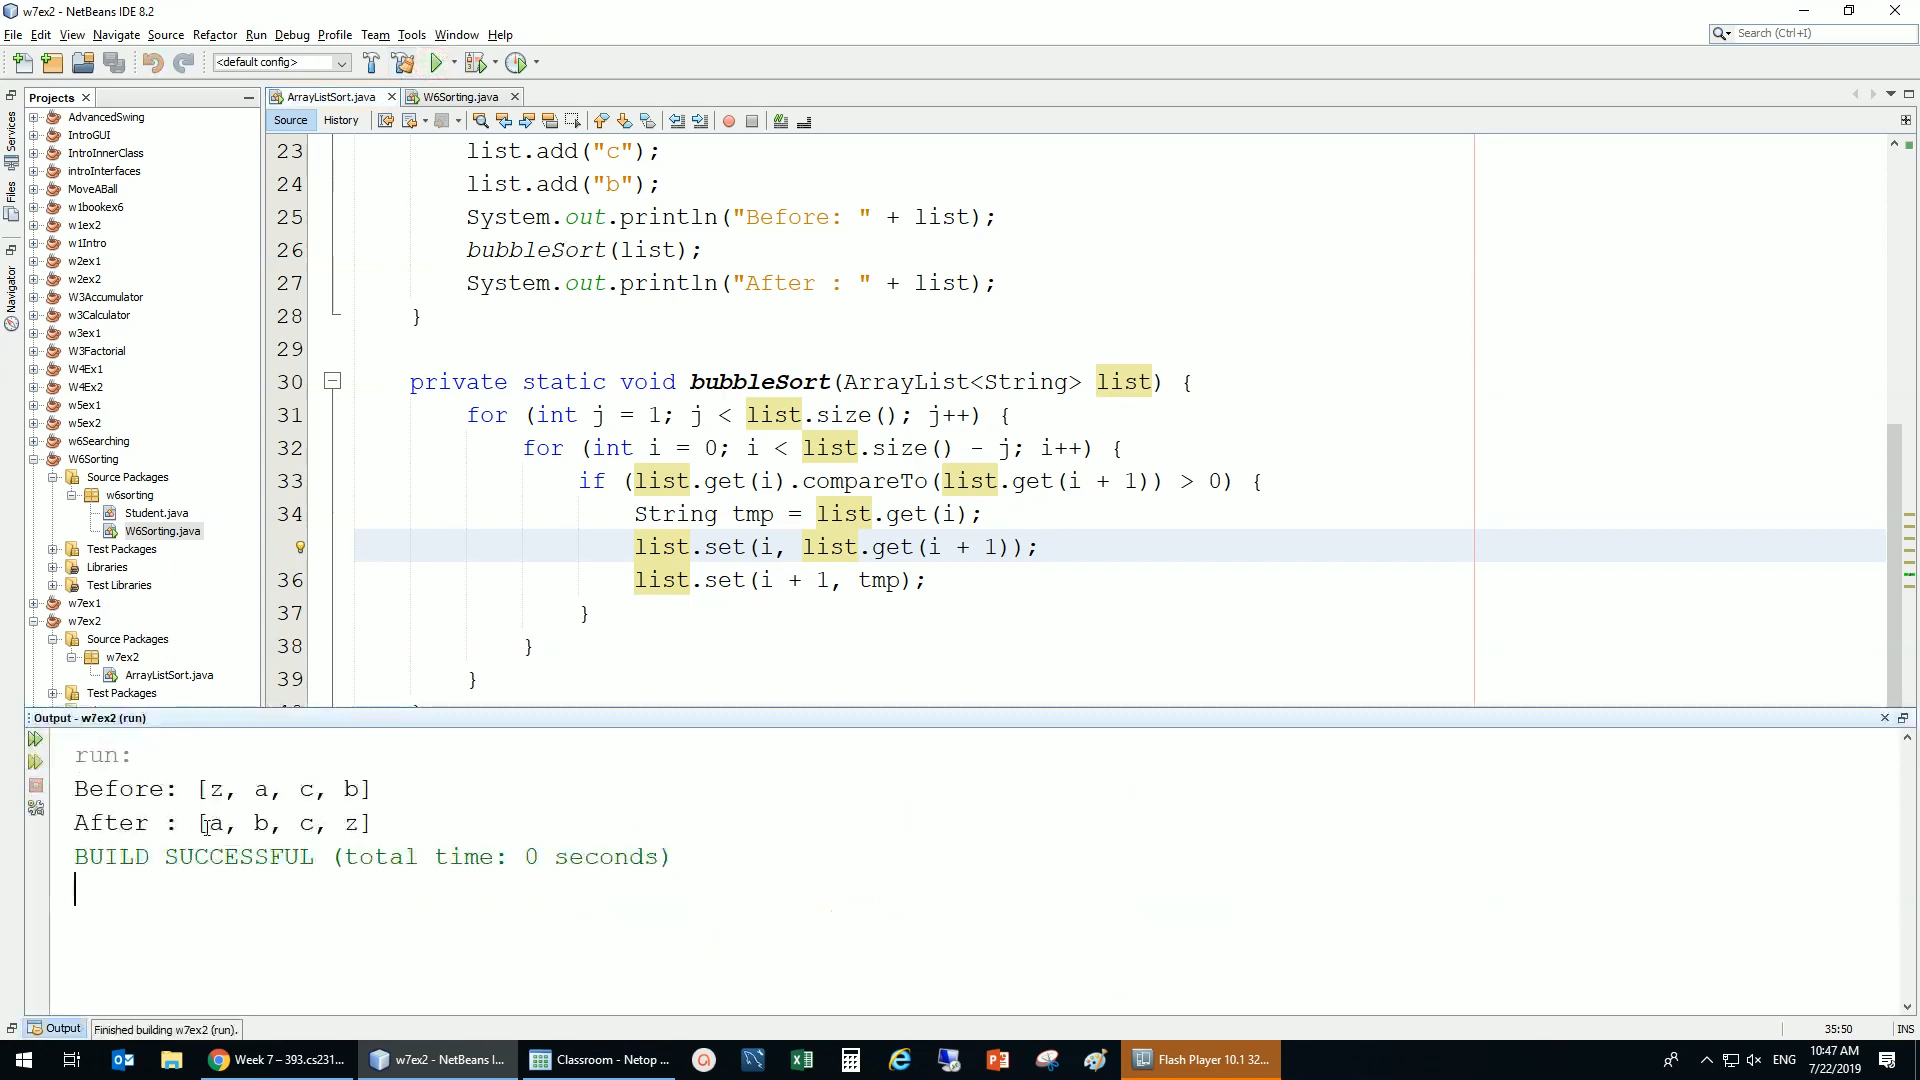 w7ex2 - NetBeans IDE 8.2
File Edit View Navigate Source Refactor Run Debug Profile Team Tools Window Help
Search (Ctrl+I)
<default config>
Projects
ArrayListSort.java
W6Sorting.java
Source History
Services
Files
Navigator
AdvancedSwing
IntroGUI
IntroInnerClass
introInterfaces
MoveABall
w1bookex6
w1ex2
w1Intro
w2ex1
w2ex2
W3Accumulator
w3Calculator
w3ex1
W3Factorial
W4Ex1
W4Ex2
w5ex1
w5ex2
w6Searching
W6Sorting
Source Packages
w6sorting
Student.java
W6Sorting.java
Test Packages
Libraries
Test Libraries
w7ex1
w7ex2
Source Packages
w7ex2
ArrayListSort.java
Test Packages
23 list.add("c");
24 list.add("b");
25 System.out.println("Before: " + list);
26 bubbleSort(list);
27 System.out.println("After : " + list);
28 }
29
30 private static void bubbleSort(ArrayList<String> list) {
31 for (int j = 1; j < list.size(); j++) {
32 for (int i = 0; i < list.size() - j; i++) {
33 if (list.get(i).compareTo(list.get(i + 1)) > 0) {
34 String tmp = list.get(i);
list.set(i, list.get(i + 1));
36 list.set(i + 1, tmp);
37 }
38 }
39 }
Output - w7ex2 (run)
run:
Before: [z, a, c, b]
After : [a, b, c, z]
BUILD SUCCESSFUL (total time: 0 seconds)
Output
Finished building w7ex2 (run).
35:50
INS
Week 7 – 393.cs231...
w7ex2 - NetBeans I...
Classroom - Netop ...
Flash Player 10.1 32...
ENG
10:47 AM
7/22/2019